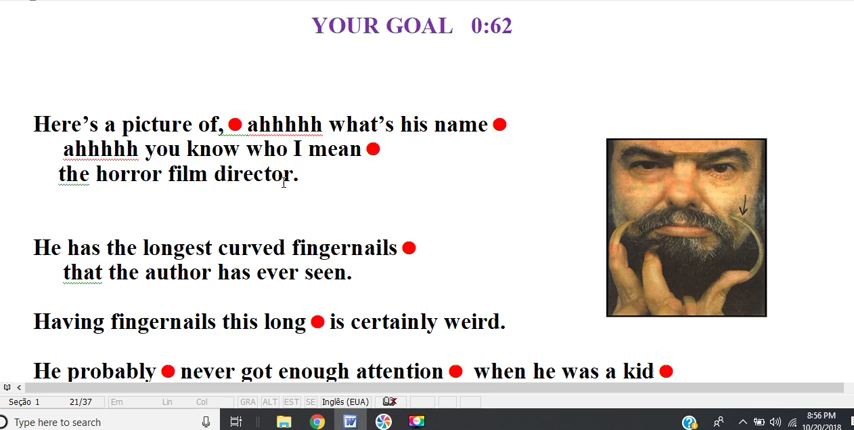 YOUR GOAL 0:62
Here's a picture of, ahhhhh what's his name
ahhhhh you know who I mean
the horror film director.
He has the longest curved fingernails
that the author has ever seen.
Having fingernails this long is certainly weird.
He probably never got enough attention when he was a kid
Seção 1 21/37 Em Lin Col GRA ALT EST SE Inglês (EUA)
Type here to search
8:56 PM
10/20/2018